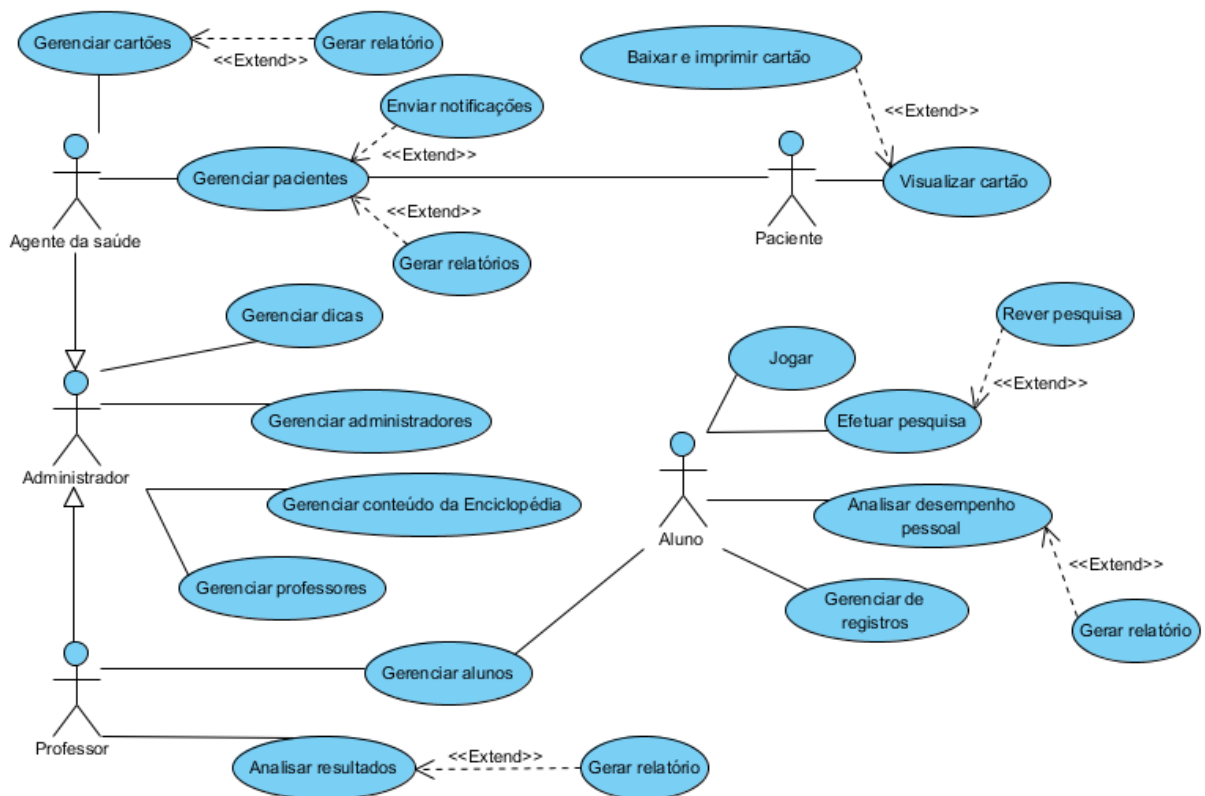 Gerenciar cartões
<<Extend>>
Gerar relatório
Baixar e imprimir cartão
<<Extend>>
Enviar notificações
<<Extend>>
Gerenciar pacientes
Visualizar cartão
<<Extend>>
Agente da saúde
Paciente
Gerar relatórios
Gerenciar dicas
Rever pesquisa
Jogar
<<Extend>>
Gerenciar administradores
Efetuar pesquisa
Administrador
Gerenciar conteúdo da Enciclopédia
Analisar desempenho
pessoal
Aluno
<<Extend>>
Gerenciar professores
Gerenciar de
registros
Gerar relatório
Gerenciar alunos
Professor
Analisar resultados
<<Extend>>
Gerar relatório